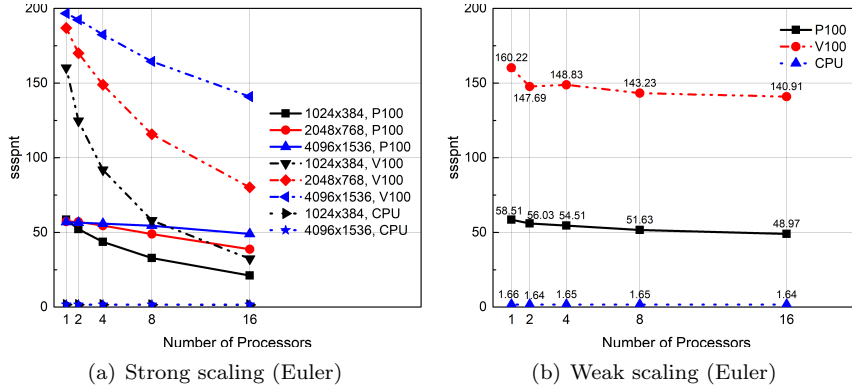 200
150
100
50
0
ssspnt
1024x384, P100
2048x768, P100
4096x1536, P100
1024x384, V100
2048x768, V100
4096x1536, V100
1024x384, CPU
4096x1536, CPU
1 2 4 8 16
Number of Processors
(a) Strong scaling (Euler)
200
150
100
50
0
ssspnt
P100
V100
CPU
160.22
147.69
148.83
143.23
140.91
58.51
56.03
54.51
51.63
48.97
1.66
1.64
1.65
1.65
1.64
1 2 4 8 16
Number of Processors
(b) Weak scaling (Euler)